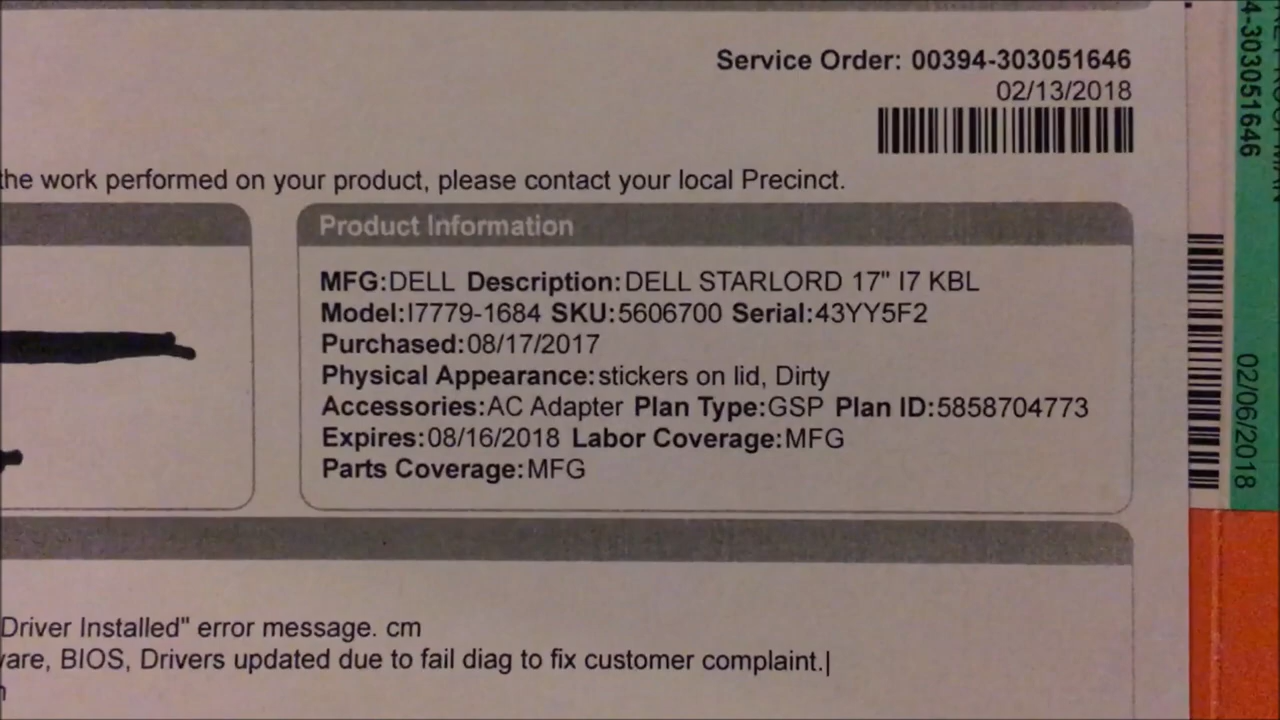 Service Order: 00394-303051646
02/13/2018
the work performed on your product, please contact your local Precinct.
Product Information
MFG:DELL Description:DELL STARLORD 17" I7 KBL
Model:I7779-1684 SKU:5606700 Serial:43YY5F2
Purchased:08/17/2017
Physical Appearance:stickers on lid, Dirty
Accessories:AC Adapter Plan Type:GSP Plan ID:5858704773
Expires:08/16/2018 Labor Coverage:MFG
Parts Coverage:MFG
Driver Installed" error message. cm
BIOS, Drivers updated due to fail diag to fix customer complaint.|
4-303051646
02/06/2018